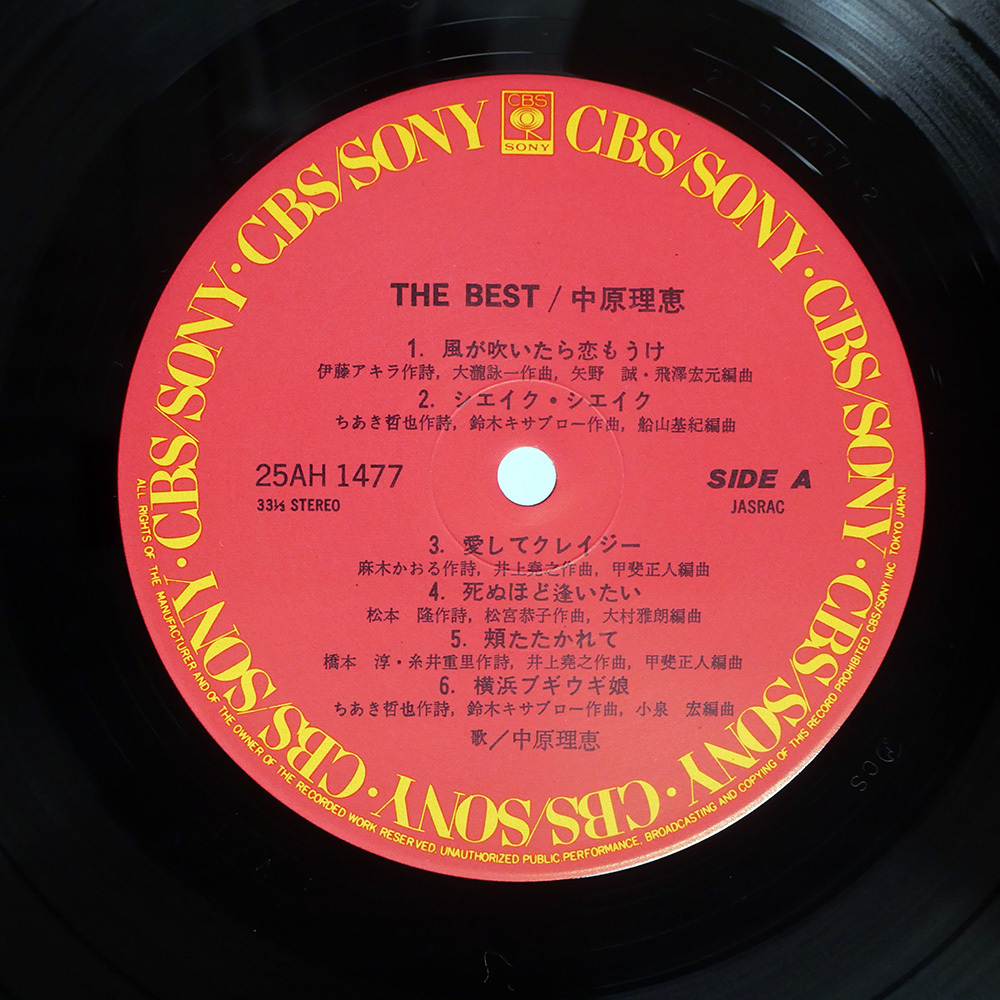 CBS
SONY
CBS/SONY · CBS/SONY · CBS/SONY · CBS/SONY · CBS/SONY · CBS/SONY · CBS/SONY · CBS/SONY
THE BEST / 中原理恵
1. 風が吹いたら恋もうけ
伊藤アキラ作詩, 大瀧詠一作曲, 矢野 誠・飛澤宏元編曲
2. シエイク・シエイク
ちあき哲也作詩, 鈴木キサブロー作曲, 船山基紀編曲
25AH 1477
33⅓ STEREO
SIDE A
JASRAC
3. 愛してクレイジー
麻木かおる作詩, 井上堯之作曲, 甲斐正人編曲
4. 死ぬほど逢いたい
松本 隆作詩, 松宮恭子作曲, 大村雅朗編曲
5. 頬たたかれて
橋本 淳・糸井重里作詩, 井上堯之作曲, 甲斐正人編曲
6. 横浜ブギウギ娘
ちあき哲也作詩, 鈴木キサブロー作曲, 小泉 宏編曲
歌／中原理恵
ALL RIGHTS OF THE MANUFACTURER AND OF THE OWNER OF THE RECORDED WORK RESERVED. UNAUTHORIZED PUBLIC PERFORMANCE, BROADCASTING AND COPYING OF THIS RECORD PROHIBITED CBS/SONY INC. TOKYO JAPAN